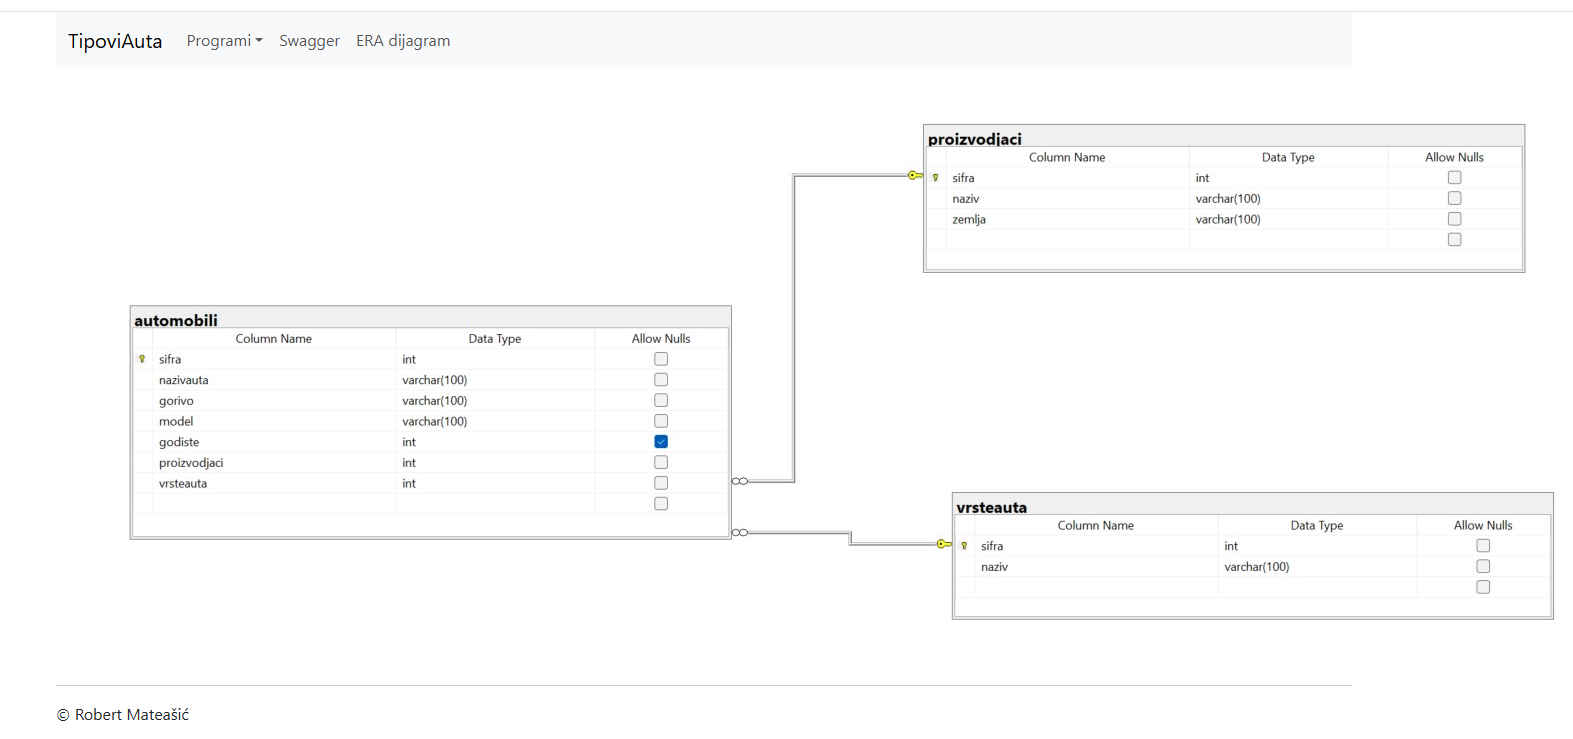 TipoviAuta Programi Swagger ERA dijagram
proizvodjaci
Column Name Data Type Allow Nulls
sifra int
naziv varchar(100)
zemlja varchar(100)
automobili
Column Name Data Type Allow Nulls
sifra int
nazivauta varchar(100)
gorivo varchar(100)
model varchar(100)
godiste int
proizvodjaci int
vrsteauta int
vrsteauta
Column Name Data Type Allow Nulls
sifra int
naziv varchar(100)
© Robert Mateašić